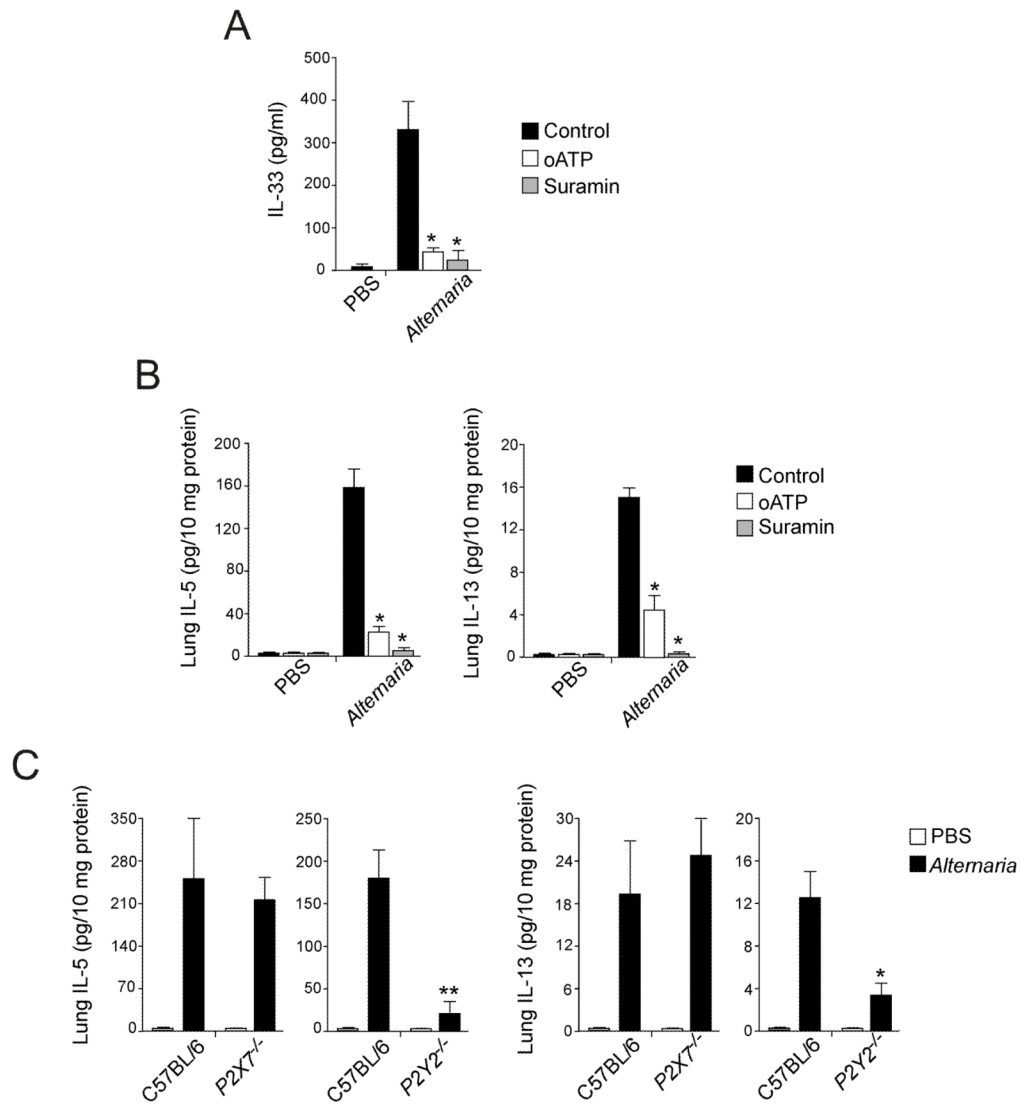 A
IL-33 (pg/ml)
500
400
300
200
100
0
*
*
PBS
Alternaria
Control
oATP
Suramin
B
Lung IL-5 (pg/10 mg protein)
200
160
120
80
40
0
*
*
PBS
Alternaria
Lung IL-13 (pg/10 mg protein)
20
16
12
8
4
0
*
*
PBS
Alternaria
Control
oATP
Suramin
C
Lung IL-5 (pg/10 mg protein)
350
280
210
140
70
0
C57BL/6
P2X7-/-
250
200
150
100
50
0
**
C57BL/6
P2Y2-/-
Lung IL-13 (pg/10 mg protein)
30
24
18
12
6
0
C57BL/6
P2X7-/-
20
16
12
8
4
0
*
C57BL/6
P2Y2-/-
PBS
Alternaria